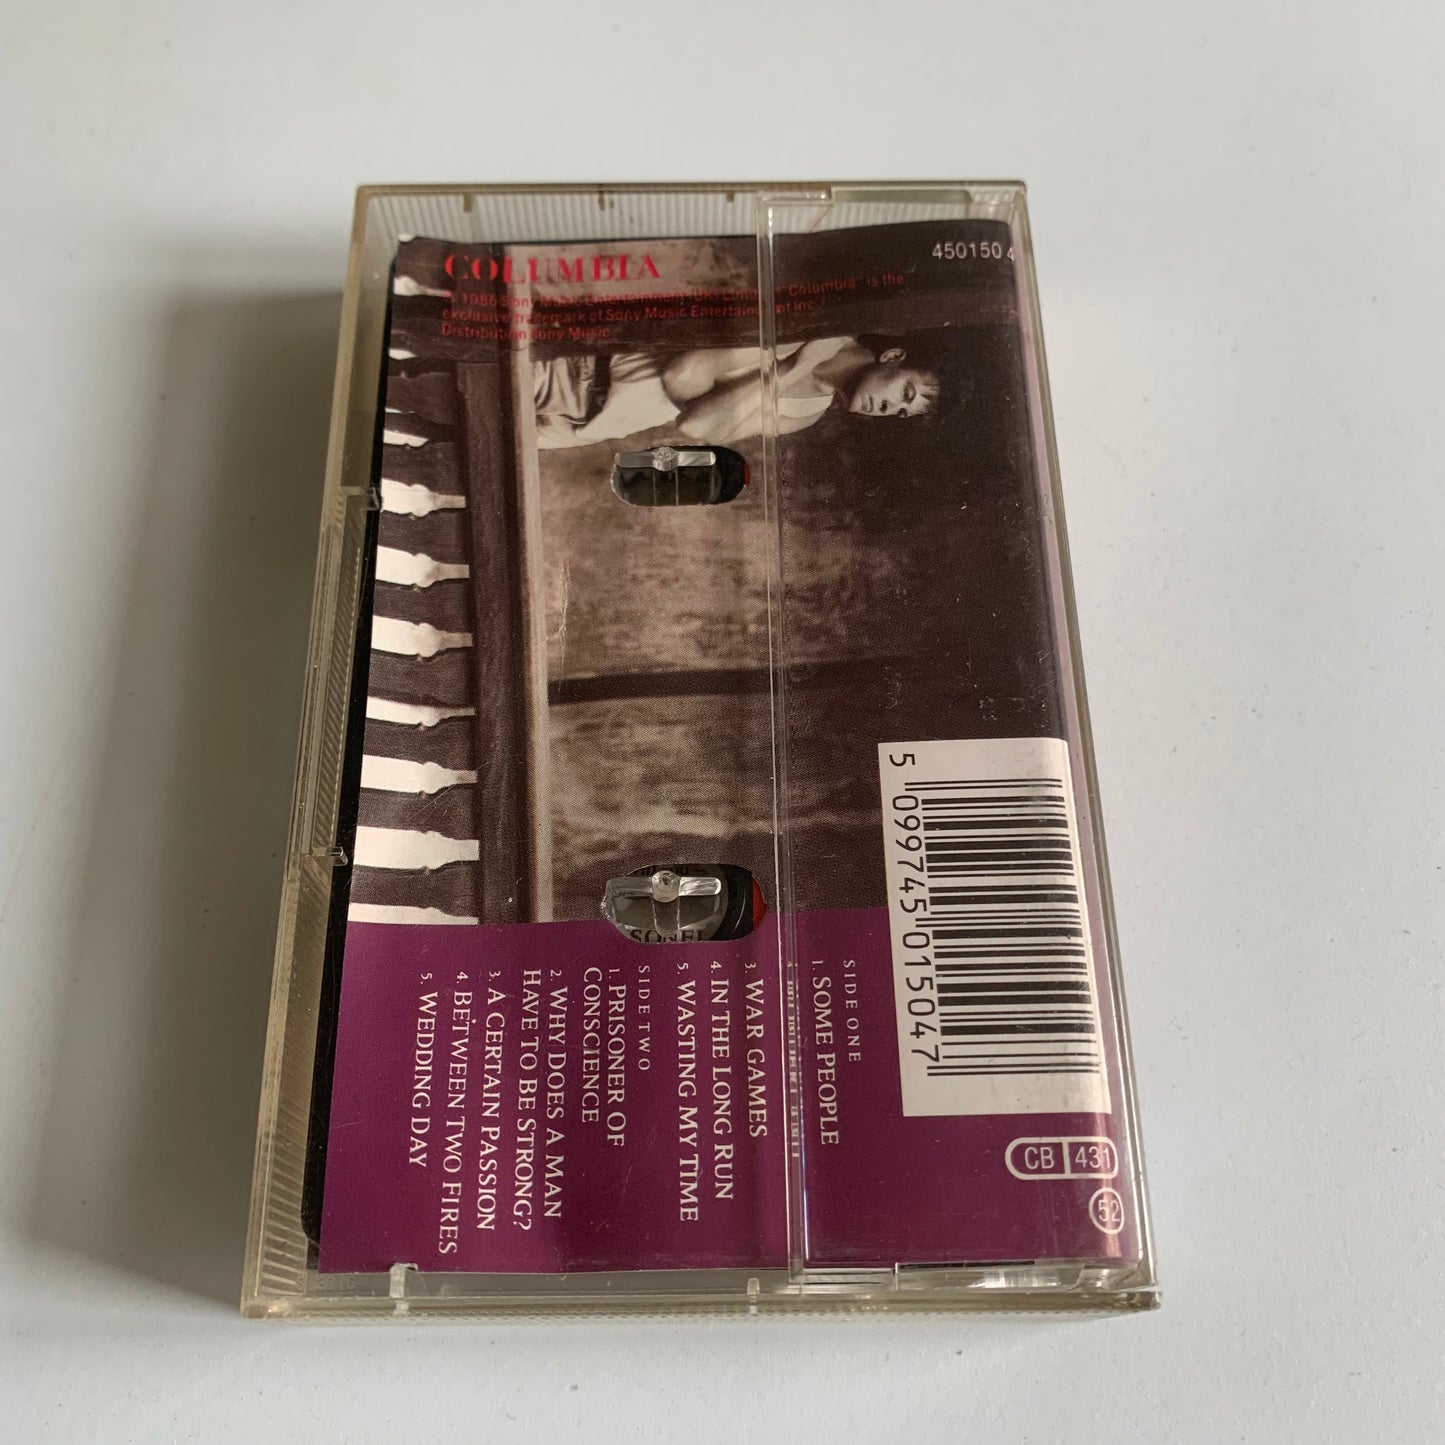 COLUMBIA
1986 Sony Music Entertainment Columbia" is the
exclusive trademark of Sony Music Entertainment Inc.
Distribution Sony Music
450150 4
5 099745 015047
CB 431
52
SIDE ONE
1. SOME PEOPLE
3. WAR GAMES
4. IN THE LONG RUN
5. WASTING MY TIME
SIDE TWO
1. PRISONER OF
CONSCIENCE
2. WHY DOES A MAN
HAVE TO BE STRONG?
3. A CERTAIN PASSION
4. BETWEEN TWO FIRES
5. WEDDING DAY